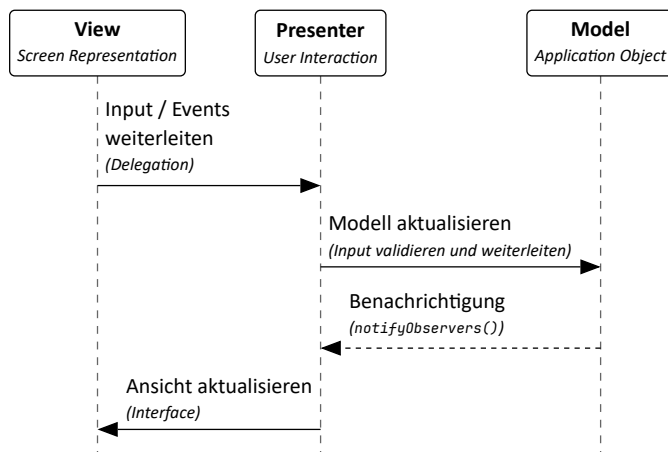 View
Screen Representation
Presenter
User Interaction
Model
Application Object
Input / Events
weiterleiten
(Delegation)
Modell aktualisieren
(Input validieren und weiterleiten)
Benachrichtigung
(notifyObservers())
Ansicht aktualisieren
(Interface)